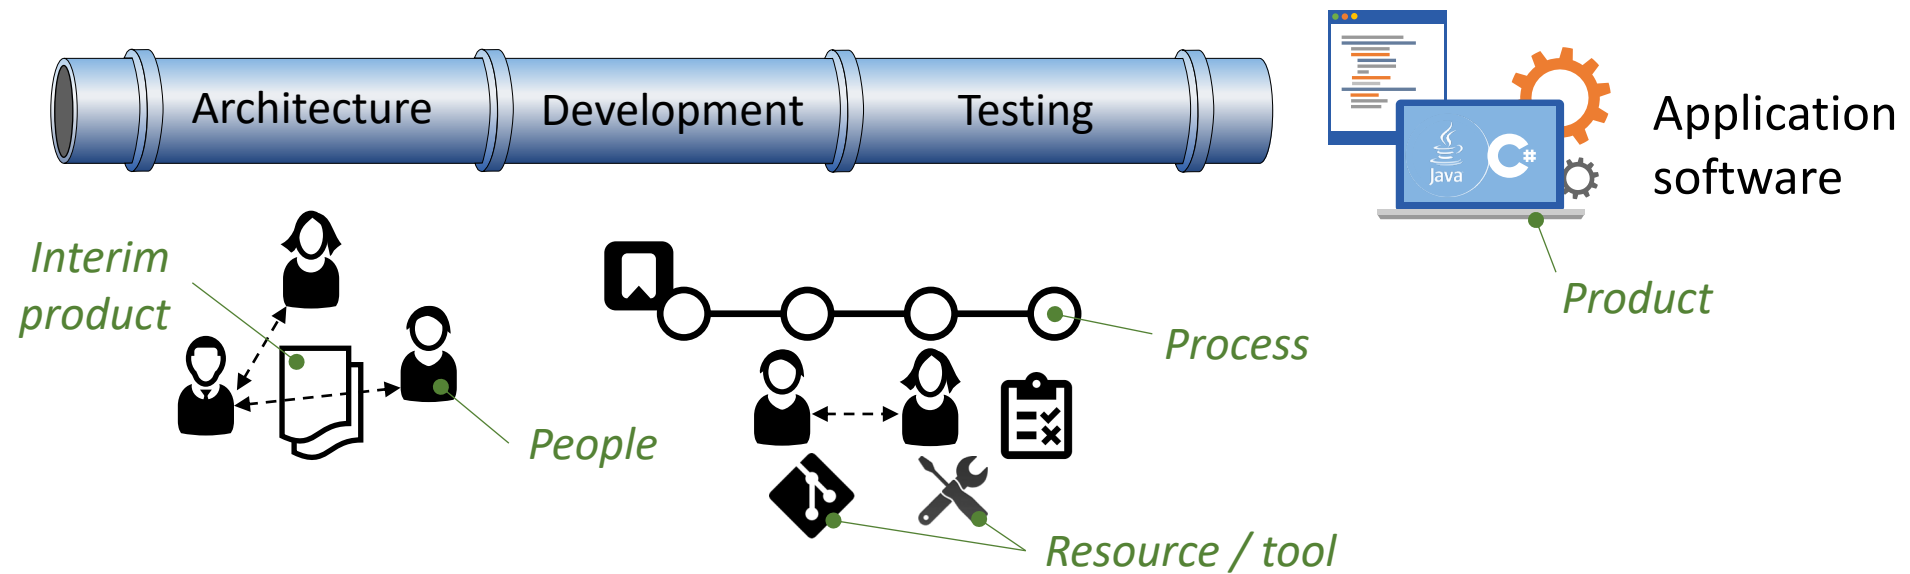 Architecture
Development
Testing
Application
software
Java
C#
Interim
product
Product
Process
People
Resource / tool